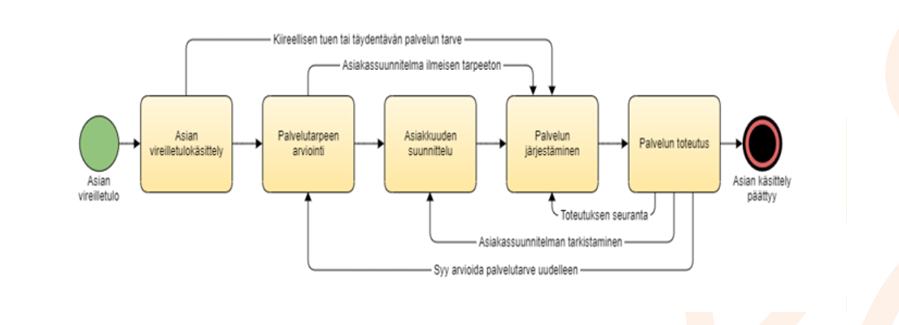 Kiireellisen tuen tai täydentävän palvelun tarve
Asiakassuunnitelma ilmeisen tarpeeton
Asian
vireilletulo
Asian
vireilletulokäsittely
Palvelutarpeen
arviointi
Asiakkuuden
suunnittelu
Palvelun
järjestäminen
Palvelun toteutus
Asian käsittely
päättyy
Toteutuksen seuranta
Asiakassuunnitelman tarkistaminen
Syy arvioida palvelutarve uudelleen